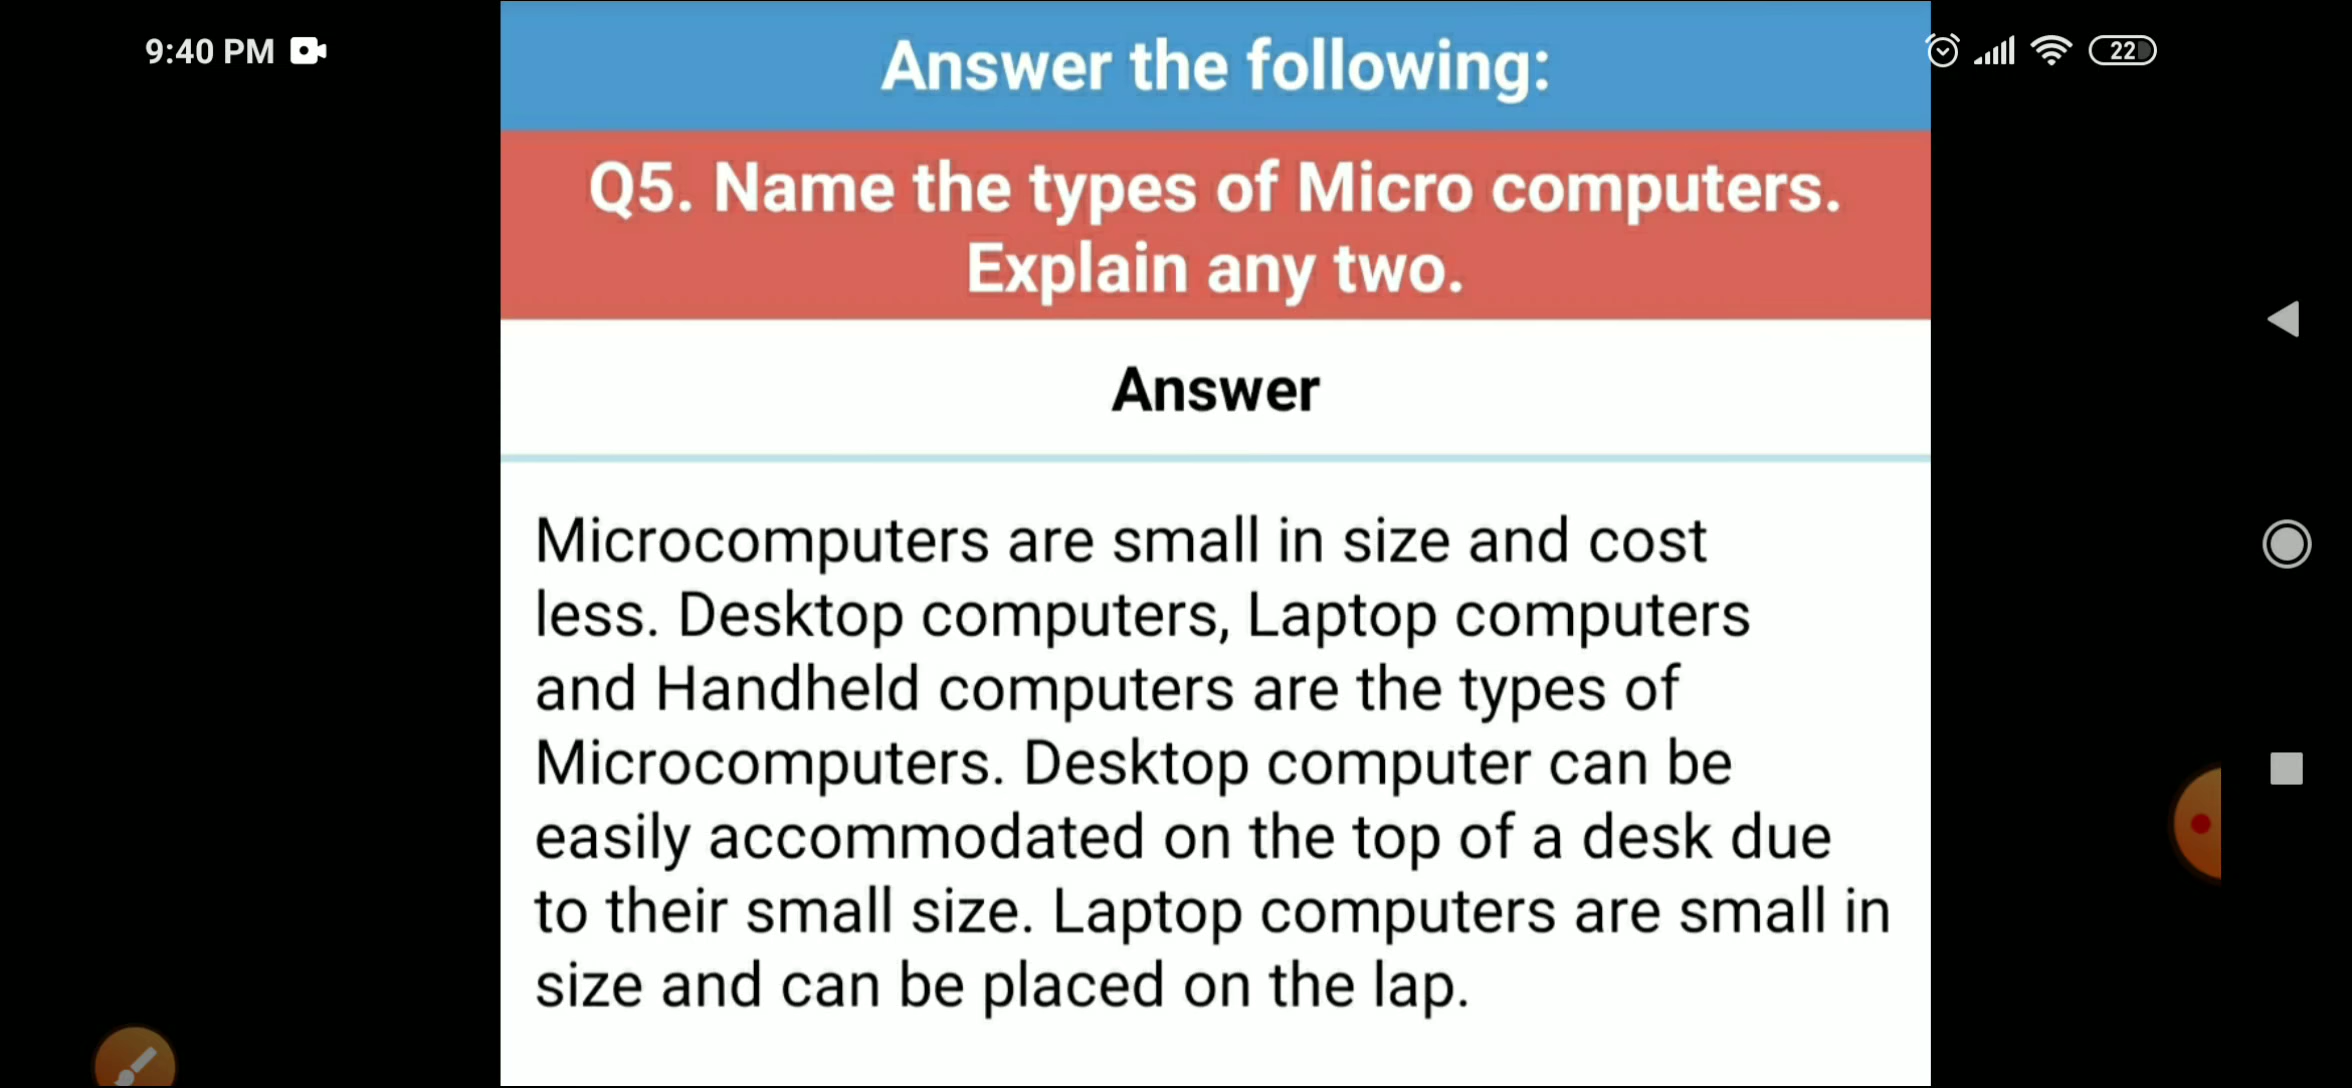 9:40 PM
22
Answer the following:
Q5. Name the types of Micro computers.
Explain any two.
Answer
Microcomputers are small in size and cost
less. Desktop computers, Laptop computers
and Handheld computers are the types of
Microcomputers. Desktop computer can be
easily accommodated on the top of a desk due
to their small size. Laptop computers are small in
size and can be placed on the lap.